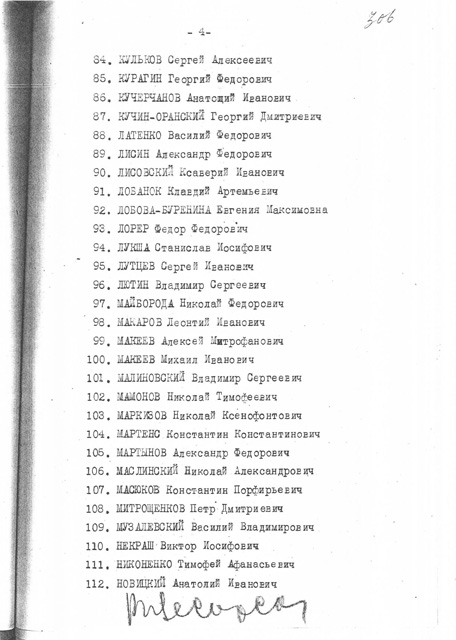 - 4-
306
84. КУЛЬКОВ Сергей Алексеевич
85. КУРАГИН Георгий Федорович
86. КУЧЕРЧАНОВ Анатощий Иванович
87. КУЧИН-ОРАНСКИЙ Георгий Дмитриевич
88. ЛАТЕНКО Василий Федорович
89. ЛИСИН Александр Федорович
90. ЛИСОВСКИЙ Ксаверий Иванович
91. ЛОБАНОК Клавдий Артемьевич
92. ЛОБОВА-БУРЕНИНА Евгения Максимовна
93. ЛОРЕР Федор Федорович
94. ЛУКША Станислав Иосифович
95. ЛУТЦЕВ Сергей Иванович
96. ЛЮТИН Владимир Сергеевич
97. МАЙБОРОДА Николай Федорович
98. МАКАРОВ Леонтий Иванович
99. МАКЕЕВ Алексей Митрофанович
100. МАКЕЕВ Михаил Иванович
101. МАЛИНОВСКИЙ Владимир Сергеевич
102. МАМОНОВ Николай Тимофеевич
103. МАРКИЗОВ Николай Ксенофонтович
104. МАРТЕНС Константин Константинович
105. МАРТЫНОВ Александр Федорович
106. МАСЛИНСКИЙ Николай Александрович
107. МАСЮКОВ Константин Порфирьевич
108. МИТРОЩЕНКОВ Петр Дмитриевич
109. МУЗАЛЕВСКИЙ Василий Владимирович
110. НЕКРАШ Виктор Иосифович
111. НИКОНЕНКО Тимофей Афанасьевич
112. НОВИЦКИЙ Анатолий Иванович